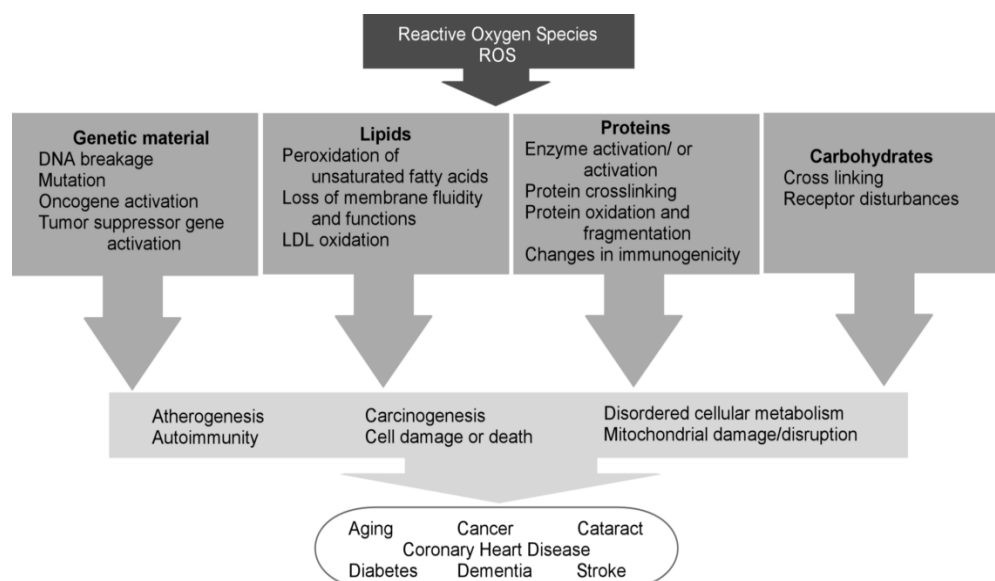 Reactive Oxygen Species
ROS
Genetic material
DNA breakage
Mutation
Oncogene activation
Tumor suppressor gene
activation
Lipids
Peroxidation of
unsaturated fatty acids
Loss of membrane fluidity
and functions
LDL oxidation
Proteins
Enzyme activation/ or
activation
Protein crosslinking
Protein oxidation and
fragmentation
Changes in immunogenicity
Carbohydrates
Cross linking
Receptor disturbances
Atherogenesis
Autoimmunity
Carcinogenesis
Cell damage or death
Disordered cellular metabolism
Mitochondrial damage/disruption
Aging Cancer Cataract
Coronary Heart Disease
Diabetes Dementia Stroke